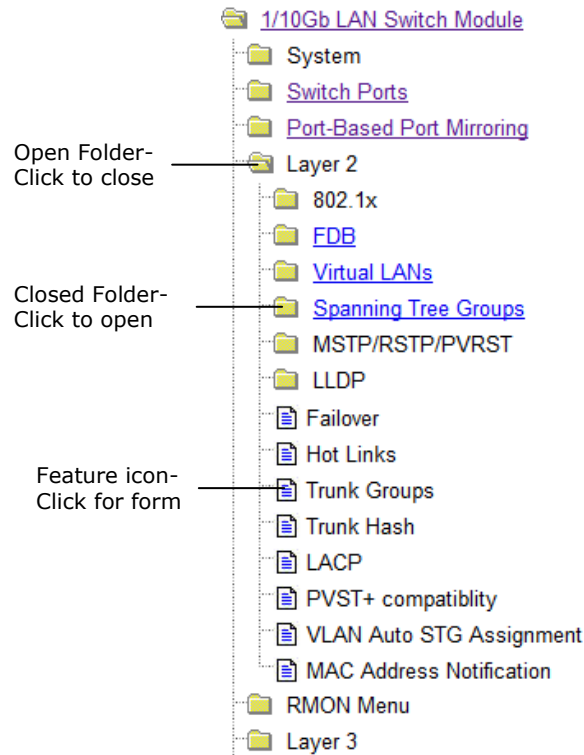 1/10Gb LAN Switch Module
System
Switch Ports
Port-Based Port Mirroring
Open Folder-
Click to close
Layer 2
802.1x
FDB
Virtual LANs
Closed Folder-
Click to open
Spanning Tree Groups
MSTP/RSTP/PVRST
LLDP
Failover
Hot Links
Feature icon-
Click for form
Trunk Groups
Trunk Hash
LACP
PVST+ compatiblity
VLAN Auto STG Assignment
MAC Address Notification
RMON Menu
Layer 3